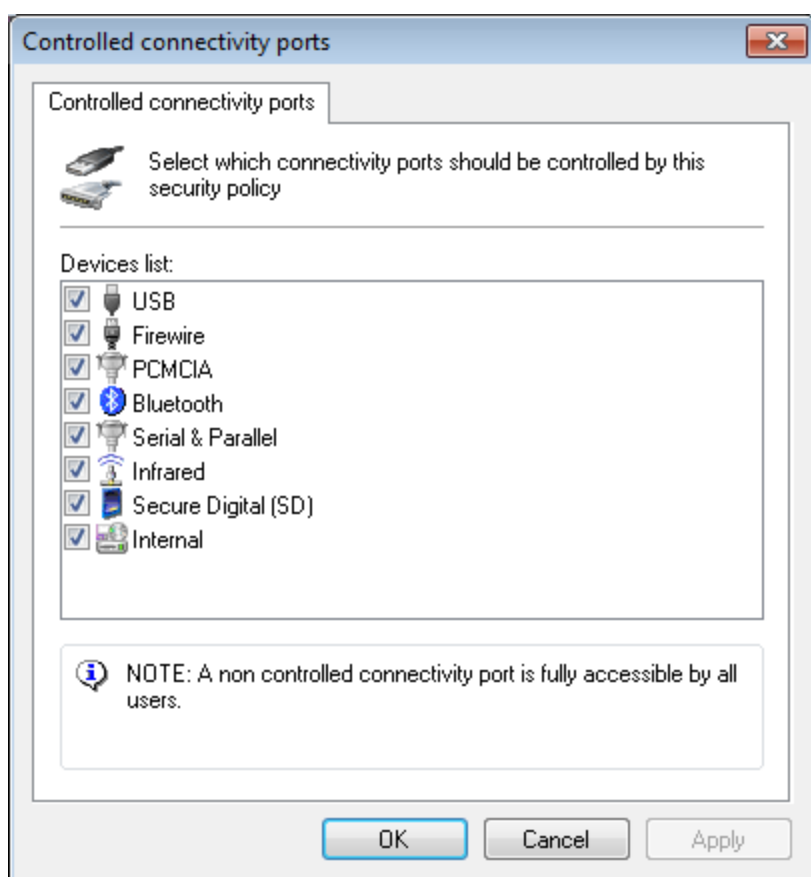 Controlled connectivity ports
Controlled connectivity ports
Select which connectivity ports should be controlled by this
security policy
Devices list:
USB
Firewire
PCMCIA
Bluetooth
Serial & Parallel
Infrared
Secure Digital (SD)
Internal
NOTE: A non controlled connectivity port is fully accessible by all
users.
OK
Cancel
Apply